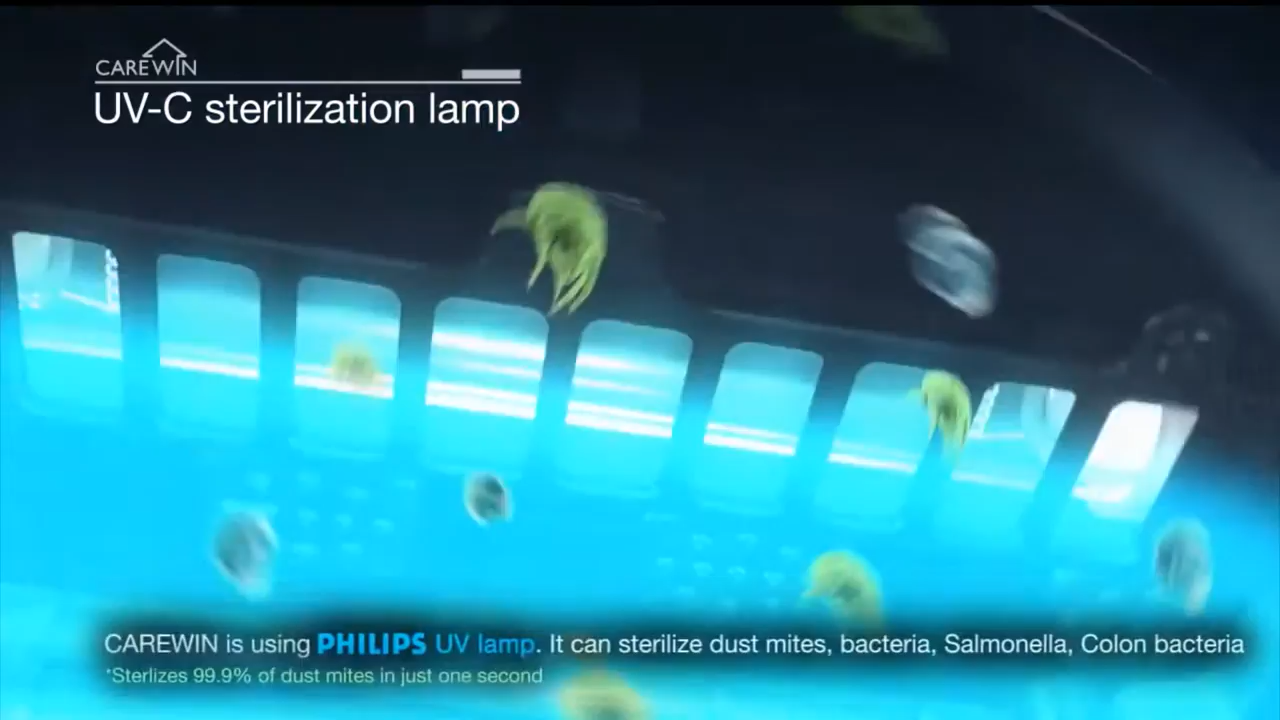 CAREWIN
UV-C sterilization lamp
CAREWIN is using PHILIPS UV lamp. It can sterilize dust mites, bacteria, Salmonella, Colon bacteria
*Sterlizes 99.9% of dust mites in just one second